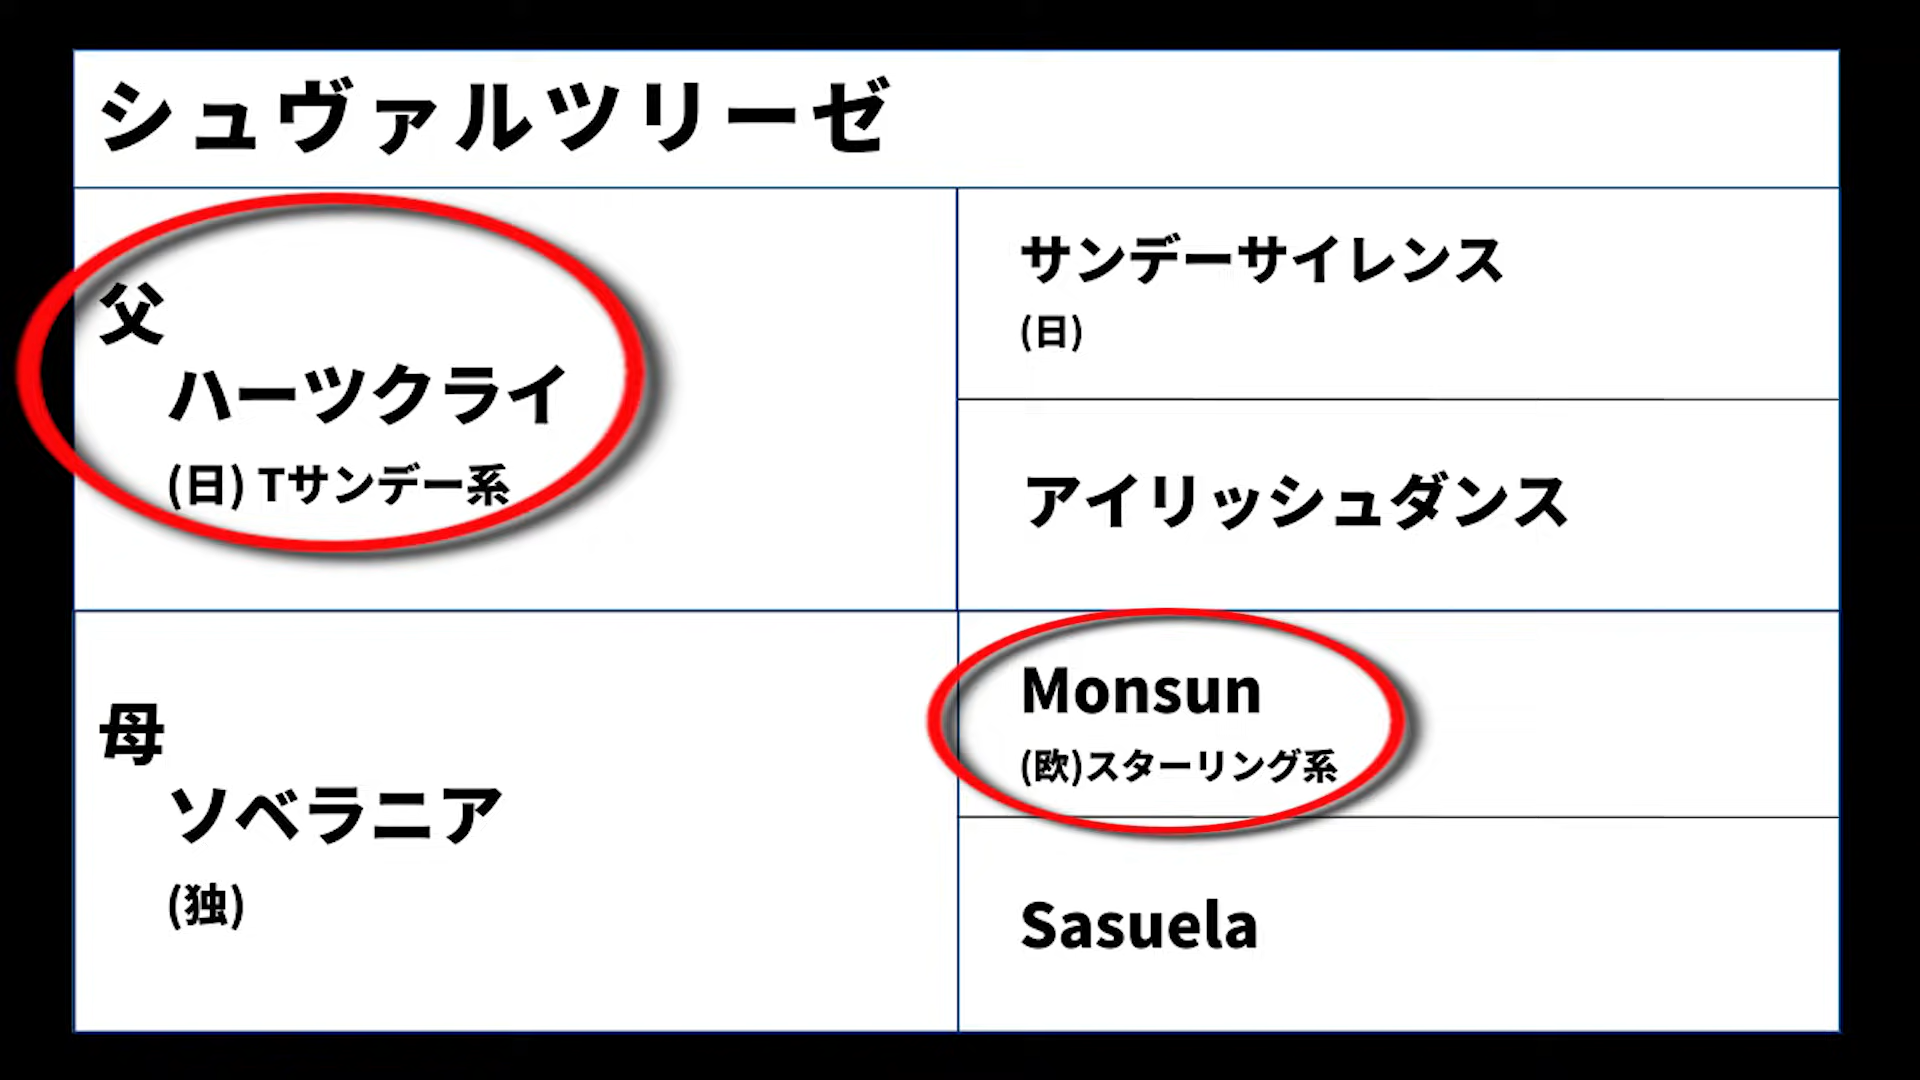 シュヴァルツリーゼ
父
ハーツクライ
(日) Tサンデー系
サンデーサイレンス
(日)
アイリッシュダンス
母
ソベラニア
(独)
Monsun
(欧)スターリング系
Sasuela